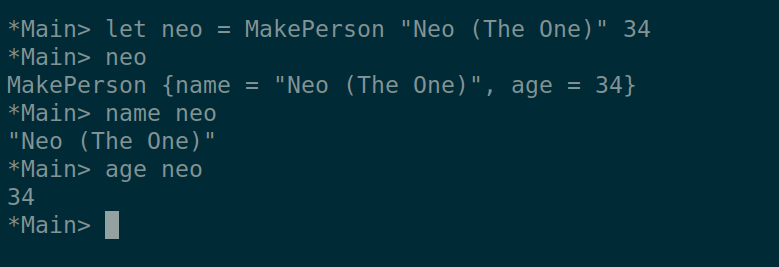 *Main> let neo = MakePerson "Neo (The One)" 34
*Main> neo
MakePerson {name = "Neo (The One)", age = 34}
*Main> name neo
"Neo (The One)"
*Main> age neo
34
*Main>